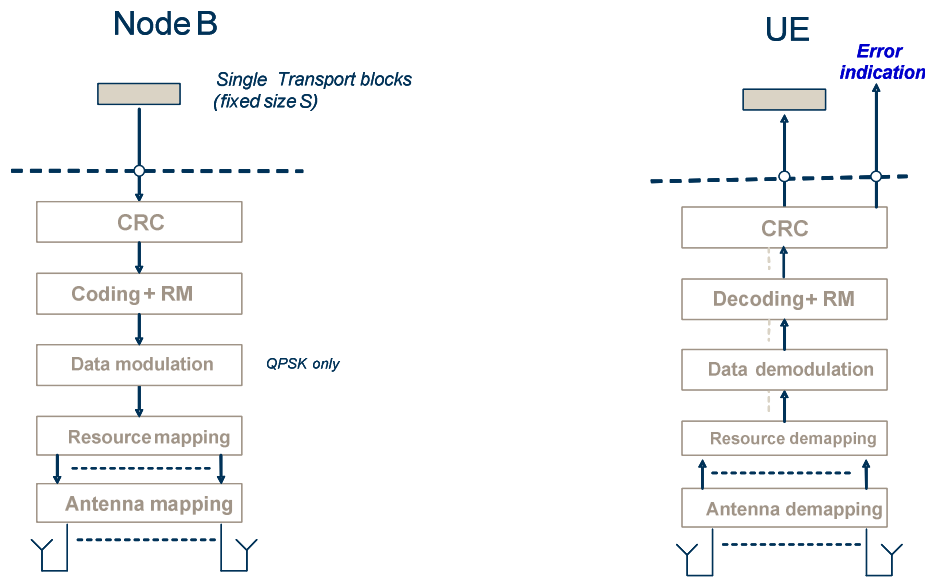 Node B
Single Transport blocks
(fixed size S)
CRC
Coding + RM
Data modulation
QPSK only
Resource mapping
Antenna mapping
UE
Error
indication
CRC
Decoding + RM
Data demodulation
Resource demapping
Antenna demapping